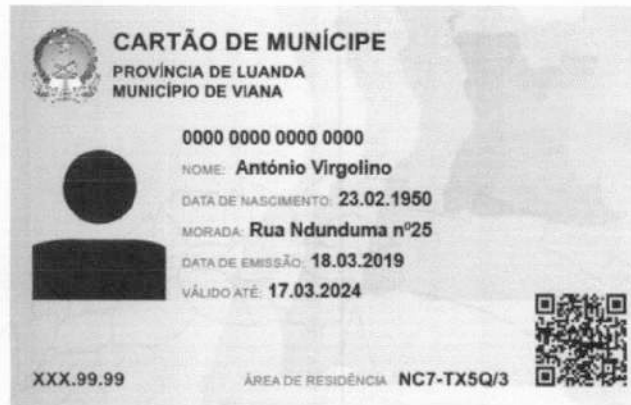 CARTÃO DE MUNÍCIPE
PROVÍNCIA DE LUANDA
MUNICÍPIO DE VIANA
0000 0000 0000 0000
NOME: António Virgolino
DATA DE NASCIMENTO: 23.02.1950
MORADA: Rua Ndunduma nº25
DATA DE EMISSÃO: 18.03.2019
VÁLIDO ATÉ: 17.03.2024
XXX.99.99
ÁREA DE RESIDÊNCIA NC7-TX5Q/3